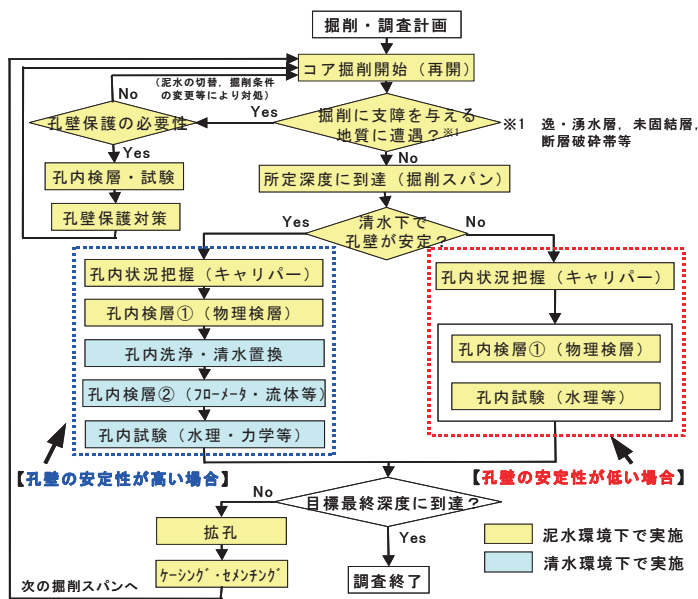 掘削・調査計画
コア掘削開始（再開）
（泥水の切替，掘削条件
の変更等により対処）
No
孔壁保護の必要性
Yes
掘削に支障を与える
地質に遭遇？※1
※1 逸・湧水層，未固結層，
断層破砕帯等
Yes
No
孔内検層・試験
所定深度に到達（掘削スパン）
孔壁保護対策
Yes
清水下で
孔壁が安定？
No
孔内状況把握（キャリパー）
孔内検層①（物理検層）
孔内洗浄・清水置換
孔内検層②（ﾌﾛｰﾒｰﾀ・流体等）
孔内試験（水理・力学等）
孔内状況把握（キャリパー）
孔内検層①（物理検層）
孔内試験（水理等）
【孔壁の安定性が高い場合】
【孔壁の安定性が低い場合】
No
目標最終深度に到達？
Yes
拡孔
ｹｰｼﾝｸﾞ・ｾﾒﾝﾁﾝｸﾞ
次の掘削スパンへ
調査終了
泥水環境下で実施
清水環境下で実施